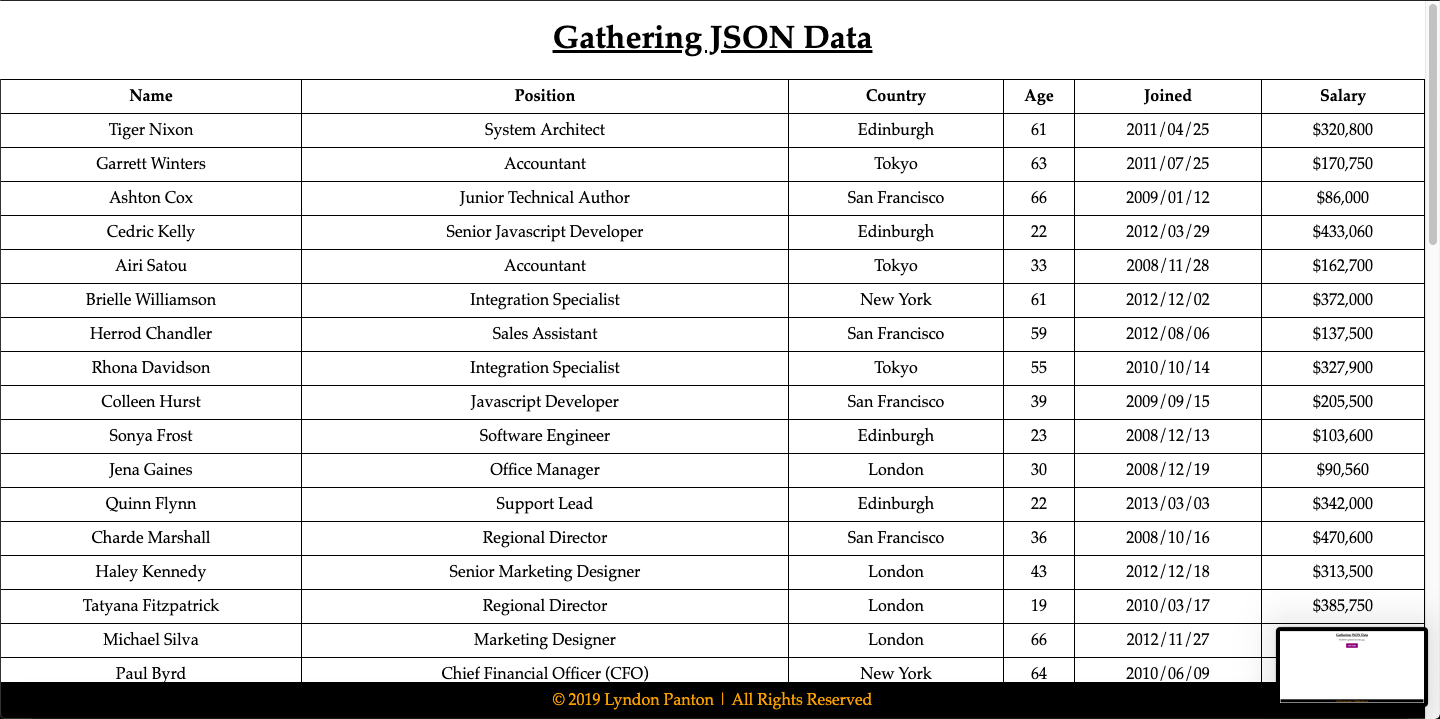 Gathering JSON Data
Name Position Country Age Joined Salary
Tiger Nixon System Architect Edinburgh 61 2011/04/25 $320,800
Garrett Winters Accountant Tokyo 63 2011/07/25 $170,750
Ashton Cox Junior Technical Author San Francisco 66 2009/01/12 $86,000
Cedric Kelly Senior Javascript Developer Edinburgh 22 2012/03/29 $433,060
Airi Satou Accountant Tokyo 33 2008/11/28 $162,700
Brielle Williamson Integration Specialist New York 61 2012/12/02 $372,000
Herrod Chandler Sales Assistant San Francisco 59 2012/08/06 $137,500
Rhona Davidson Integration Specialist Tokyo 55 2010/10/14 $327,900
Colleen Hurst Javascript Developer San Francisco 39 2009/09/15 $205,500
Sonya Frost Software Engineer Edinburgh 23 2008/12/13 $103,600
Jena Gaines Office Manager London 30 2008/12/19 $90,560
Quinn Flynn Support Lead Edinburgh 22 2013/03/03 $342,000
Charde Marshall Regional Director San Francisco 36 2008/10/16 $470,600
Haley Kennedy Senior Marketing Designer London 43 2012/12/18 $313,500
Tatyana Fitzpatrick Regional Director London 19 2010/03/17 $385,750
Michael Silva Marketing Designer London 66 2012/11/27
Paul Byrd Chief Financial Officer (CFO) New York 64 2010/06/09
Gathering JSON Data
© 2019 Lyndon Panton | All Rights Reserved